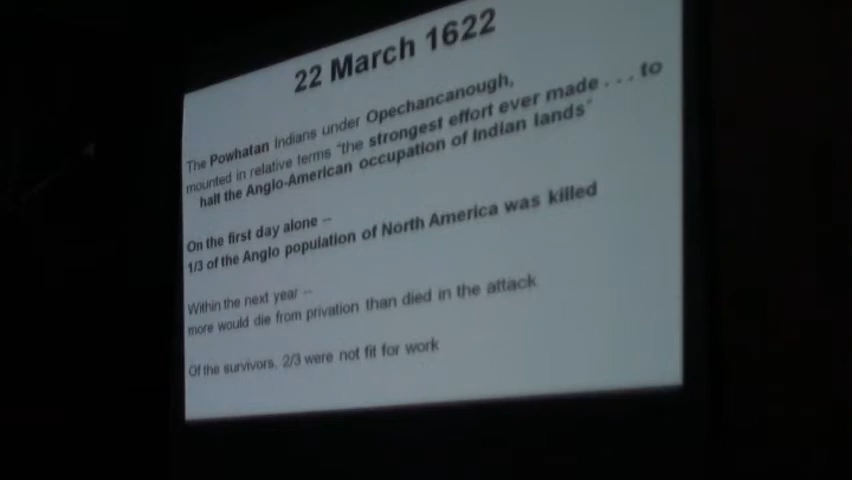 22 March 1622
The Powhatan Indians under Opechancanough,
mounted in relative terms "the strongest effort ever made . . . to
halt the Anglo-American occupation of Indian lands"
On the first day alone --
1/3 of the Anglo population of North America was killed
Within the next year --
more would die from privation than died in the attack
Of the survivors, 2/3 were not fit for work